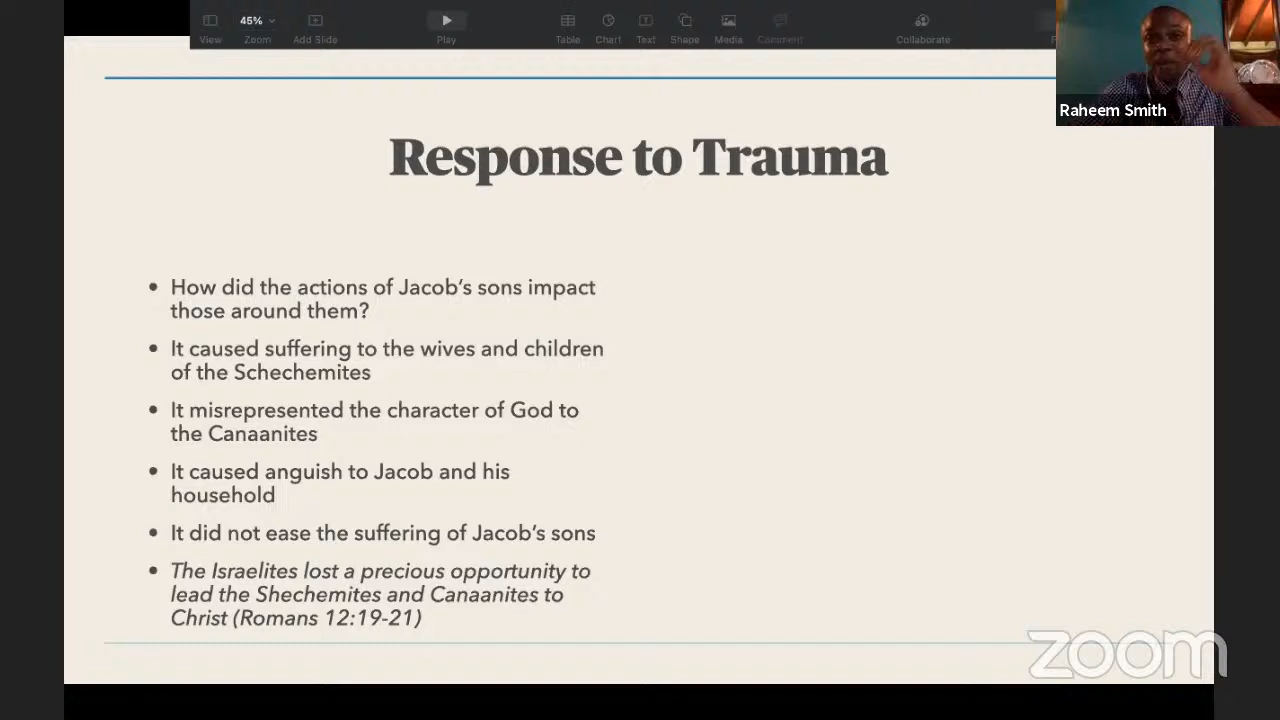 45%
View
Zoom
Add Slide
Play
Table
Chart
Text
Shape
Media
Comment
Collaborate
Raheem Smith
Response to Trauma
• How did the actions of Jacob's sons impact
those around them?
• It caused suffering to the wives and children
of the Schechemites
• It misrepresented the character of God to
the Canaanites
• It caused anguish to Jacob and his
household
• It did not ease the suffering of Jacob's sons
• The Israelites lost a precious opportunity to
lead the Shechemites and Canaanites to
Christ (Romans 12:19-21)
zoom